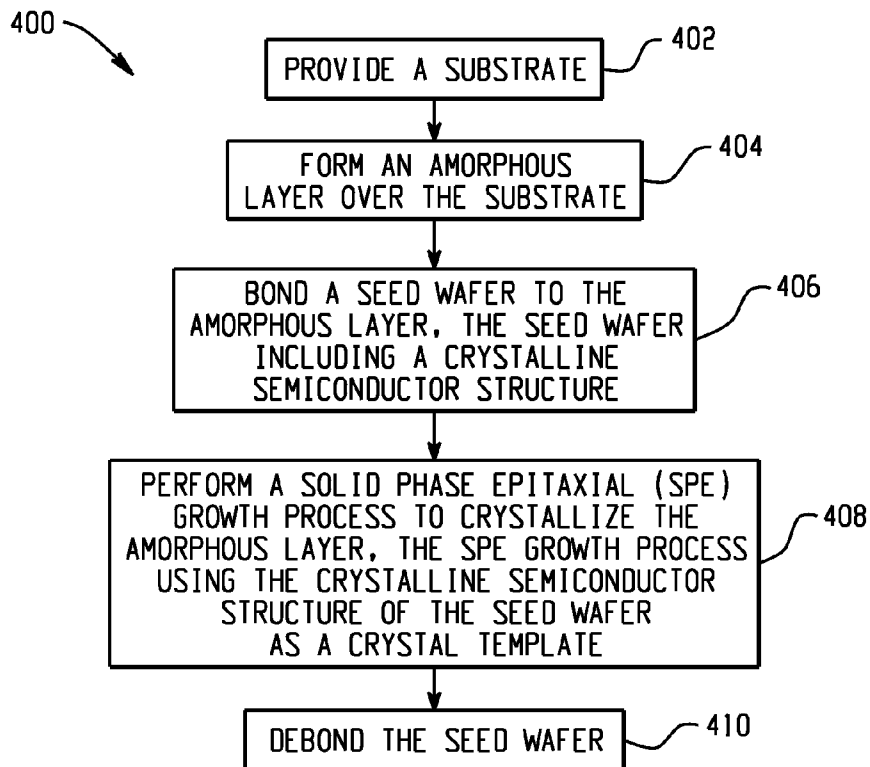 400
PROVIDE A SUBSTRATE
402
FORM AN AMORPHOUS
LAYER OVER THE SUBSTRATE
404
BOND A SEED WAFER TO THE
AMORPHOUS LAYER, THE SEED WAFER
INCLUDING A CRYSTALLINE
SEMICONDUCTOR STRUCTURE
406
PERFORM A SOLID PHASE EPITAXIAL (SPE)
GROWTH PROCESS TO CRYSTALLIZE THE
AMORPHOUS LAYER, THE SPE GROWTH PROCESS
USING THE CRYSTALLINE SEMICONDUCTOR
STRUCTURE OF THE SEED WAFER
AS A CRYSTAL TEMPLATE
408
DEBOND THE SEED WAFER
410